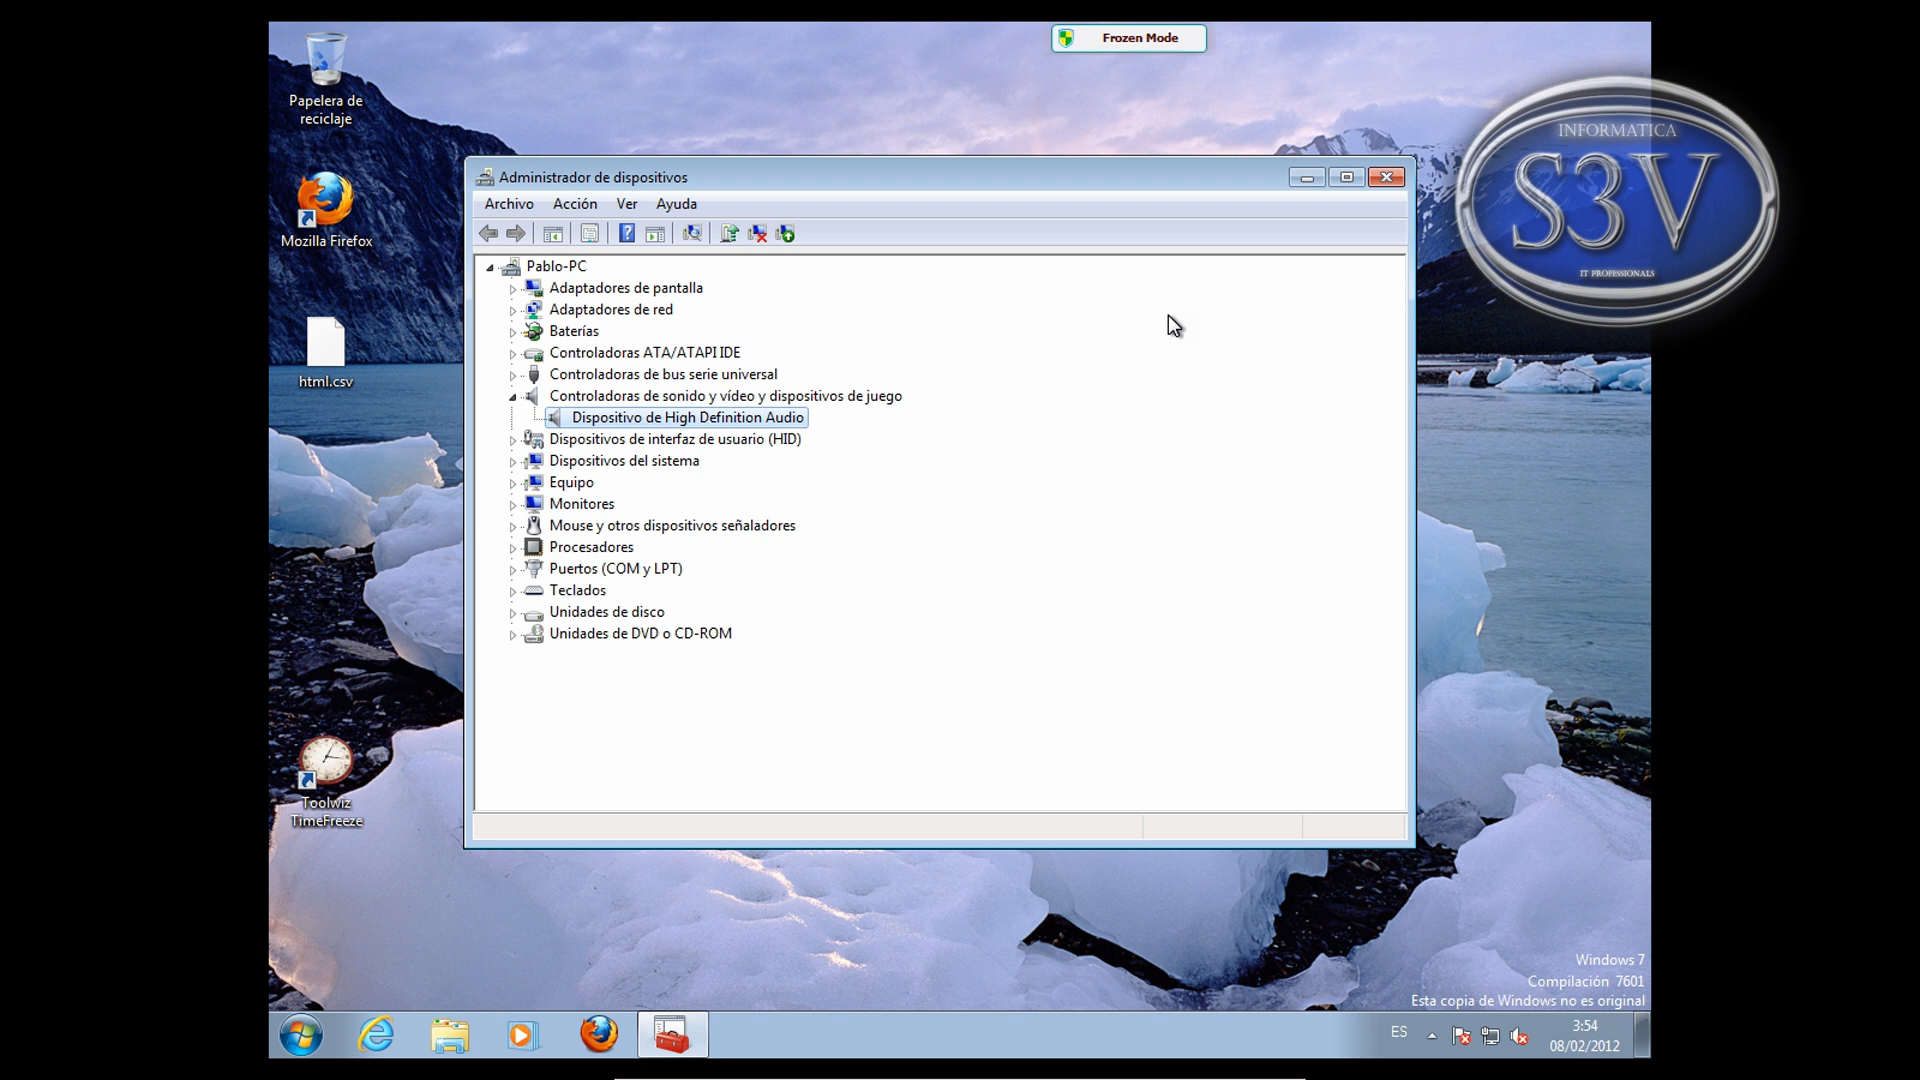 Papelera de
reciclaje
Frozen Mode
INFORMATICA
S3V
IT PROFESSIONALS
Mozilla Firefox
html.csv
Toolwiz
TimeFreeze
Administrador de dispositivos
Archivo Acción Ver Ayuda
Pablo-PC
Adaptadores de pantalla
Adaptadores de red
Baterías
Controladoras ATA/ATAPI IDE
Controladoras de bus serie universal
Controladoras de sonido y vídeo y dispositivos de juego
Dispositivo de High Definition Audio
Dispositivos de interfaz de usuario (HID)
Dispositivos del sistema
Equipo
Monitores
Mouse y otros dispositivos señaladores
Procesadores
Puertos (COM y LPT)
Teclados
Unidades de disco
Unidades de DVD o CD-ROM
Windows 7
Compilación 7601
Esta copia de Windows no es original
ES
3:54
08/02/2012